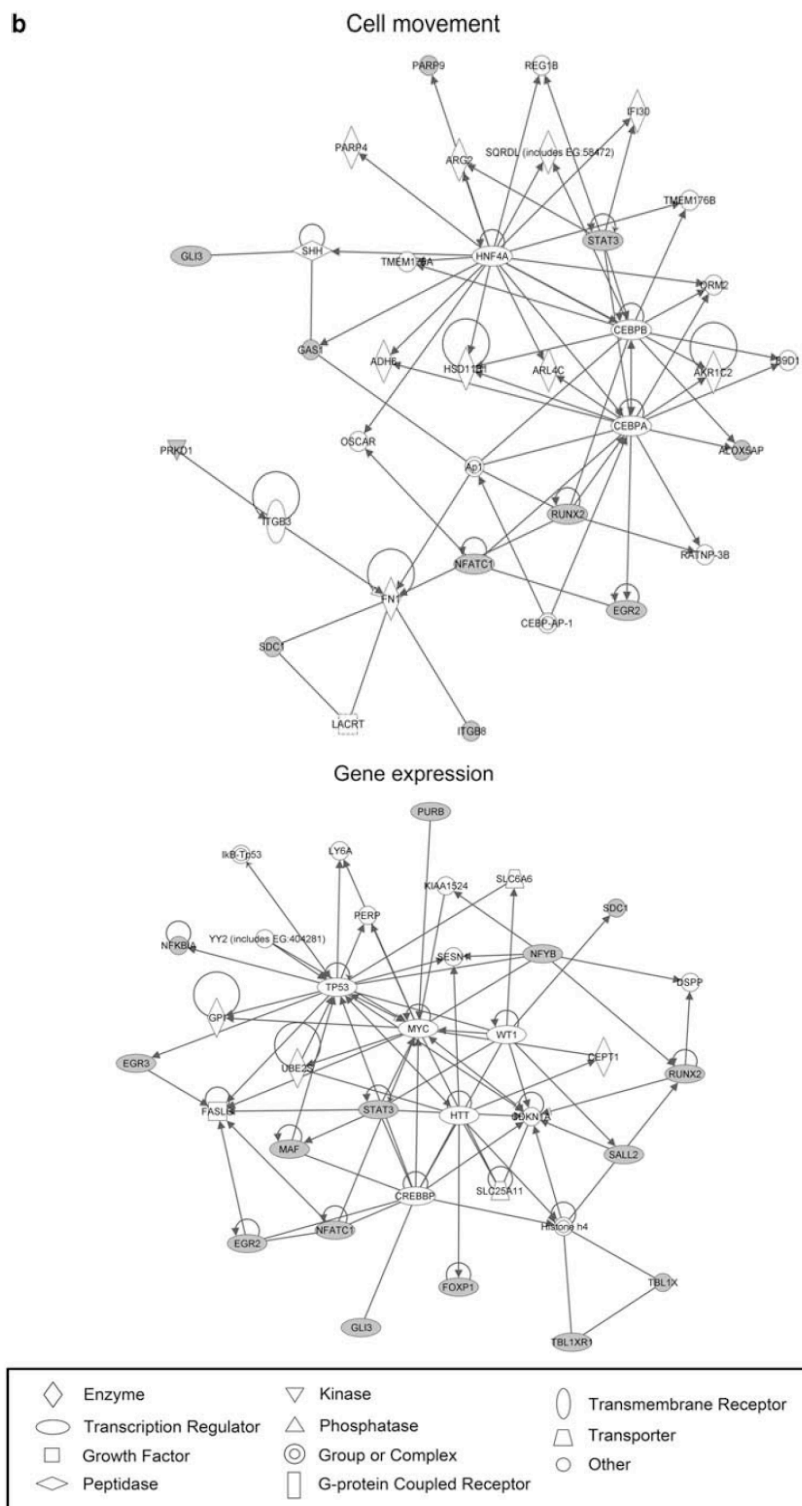 b
Cell movement
PARP9
REG1B
IFI30
PARP4
ARG2
SQRDL (includes EG:58472)
TMEM176B
GLI3
SHH
TMEM176A
HNF4A
STAT3
ORM2
CEBPB
GAS1
ADH6
HSD11B1
ARL4C
AKR1C2
B9D1
CEBPA
PRKD1
OSCAR
Ap1
ALOX5AP
ITGB3
RUNX2
RATNP-3B
NFATC1
FN1
CEBP-AP-1
EGR2
SDC1
LACRT
ITGB8
Gene expression
PURB
IkB-Tp53
LY6A
KIAA1524
SLC6A6
SDC1
PERP
NFKBIA
YY2 (includes EG:404281)
SESN1
NFYB
DSPP
TP53
GPI
MYC
WT1
EGR3
UBE2S
CEPT1
RUNX2
FASLG
STAT3
HTT
CDKN1A
MAF
SALL2
CREBBP
SLC25A11
EGR2
NFATC1
Histone h4
FOXP1
TBL1X
GLI3
TBL1XR1
Enzyme
Kinase
Transmembrane Receptor
Transcription Regulator
Phosphatase
Transporter
Growth Factor
Group or Complex
Other
Peptidase
G-protein Coupled Receptor